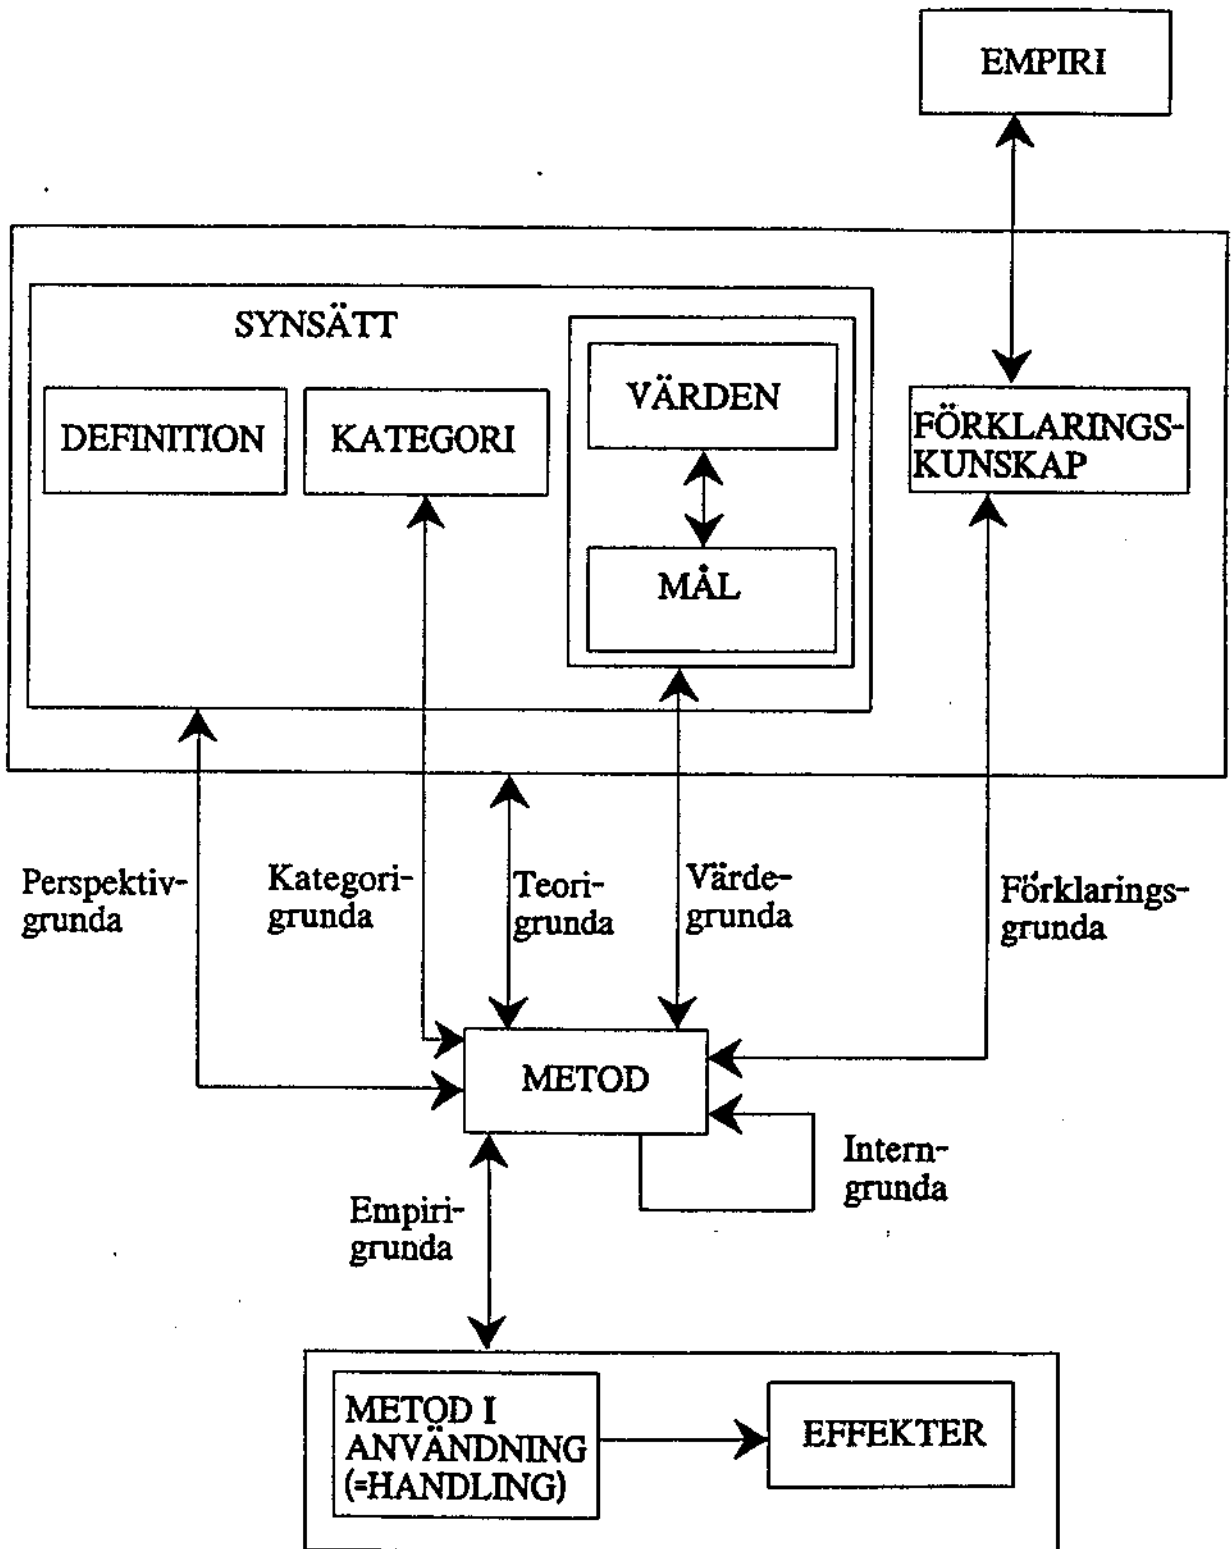 EMPIRI
SYNSÄTT
DEFINITION
KATEGORI
VÄRDEN
MÅL
FÖRKLARINGS-
KUNSKAP
Perspektiv-
grunda
Kategori-
grunda
Teori-
grunda
Värde-
grunda
Förklarings-
grunda
METOD
Intern-
grunda
Empiri-
grunda
METOD I
ANVÄNDNING
(=HANDLING)
EFFEKTER